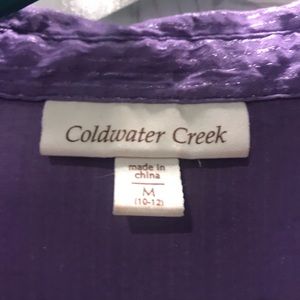 Coldwater Creek
made in
china
M
(10-12)